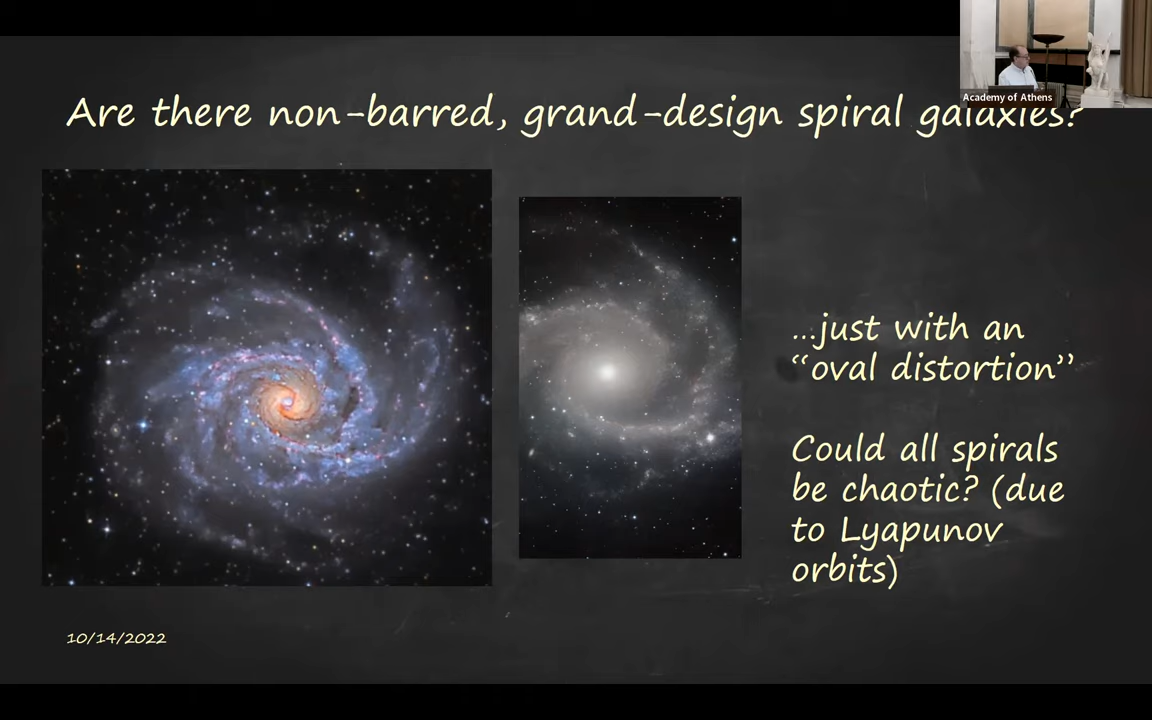 Academy of Athens
Are there non-barred, grand-design spiral galaxies?
...just with an
“oval distortion”
Could all spirals
be chaotic? (due
to Lyapunov
orbits)
10/14/2022